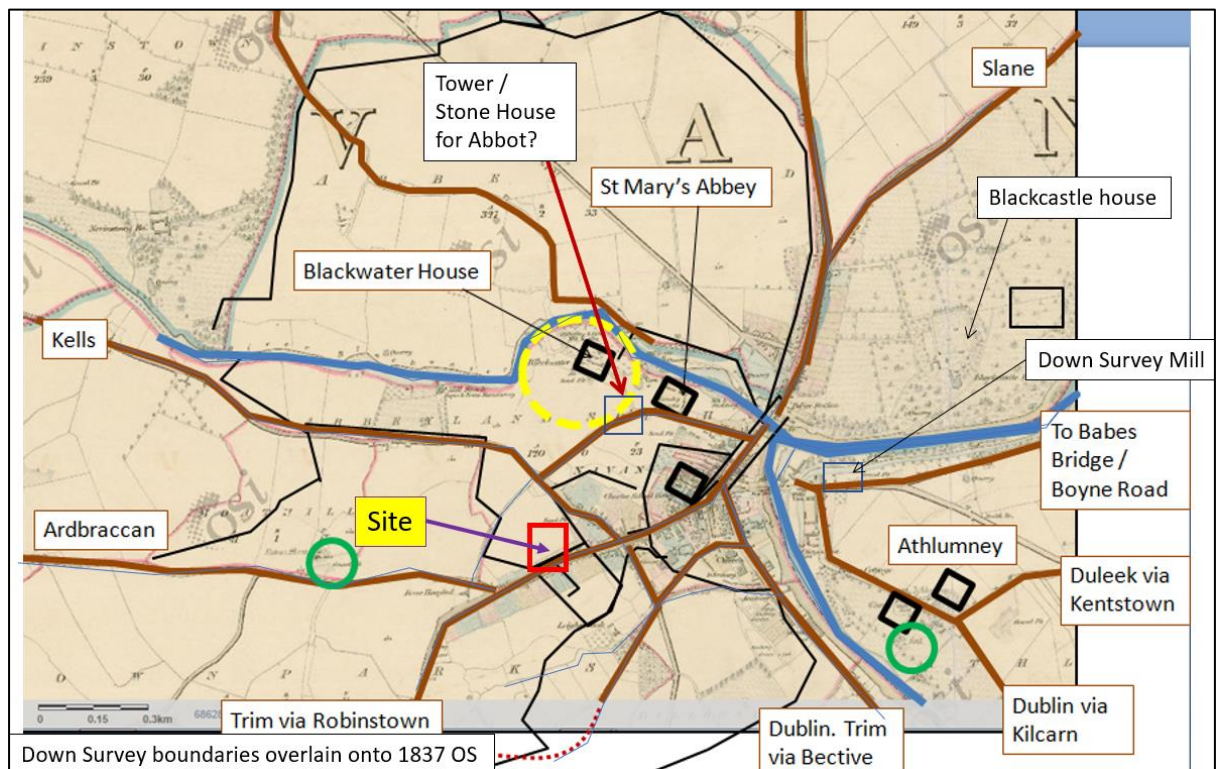 Tower /
Stone House
for Abbot?
Slane
St Mary's Abbey
Blackcastle house
V
A
N
Blackwater House
Kells
Down Survey Mill
To Babes
Bridge /
Boyne Road
NAVAN
Site
Ardbraccan
Athlumney
Duleek via
Kentstown
0 0.15 0.3km
Trim via Robinstown
Dublin. Trim
via Bective
Dublin via
Kilcarn
Down Survey boundaries overlain onto 1837 OS